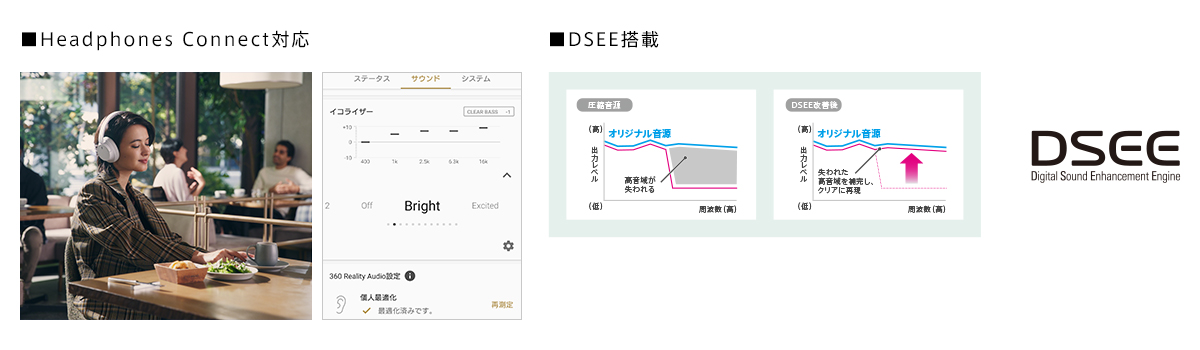 ■Headphones Connect対応
ステータス サウンド システム
イコライザー
CLEAR BASS -1
+10
0
-10
400 1k 2.5k 6.3k 16k
2 Off Bright Excited
360 Reality Audio設定
個人最適化
最適化済みです。
再測定
■DSEE搭載
圧縮音源
(高)
オリジナル音源
出力レベル
高音域が
失われる
(低)
周波数(高)
DSEE改善後
(高)
オリジナル音源
出力レベル
失われた
高音域を補完し、
クリアに再現
(低)
周波数(高)
DSEE
Digital Sound Enhancement Engine